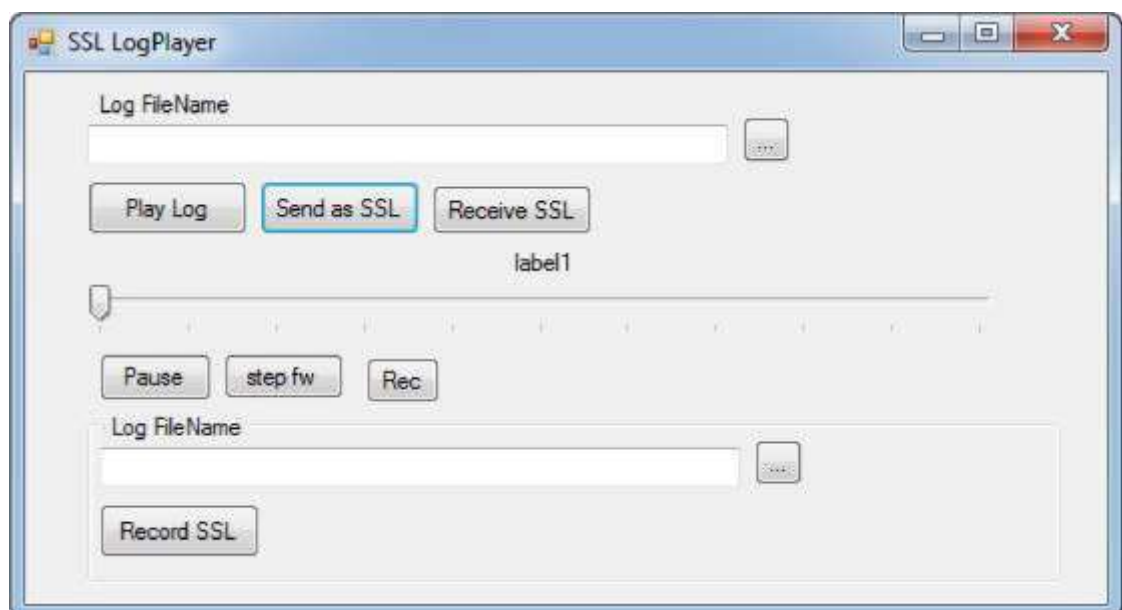 SSL LogPlayer
Log FileName
...
Play Log Send as SSL Receive SSL
label1
Pause step fw Rec
Log FileName
...
Record SSL